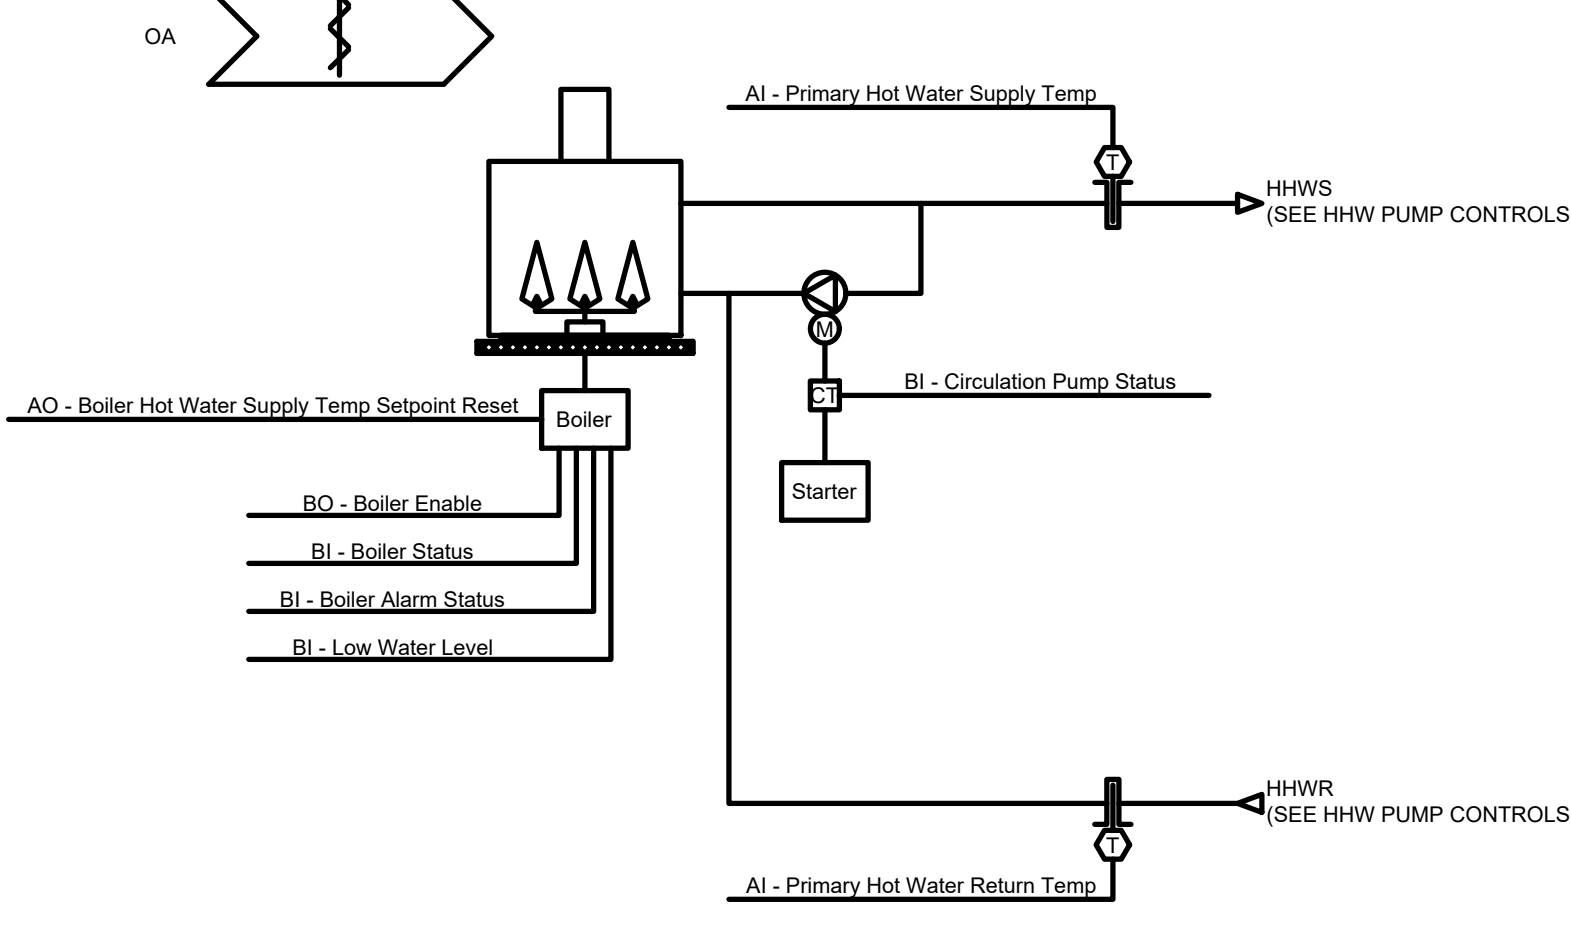 OA
AI - Primary Hot Water Supply Temp
T
HHWS
(SEE HHW PUMP CONTROLS
M
BI - Circulation Pump Status
CT
AO - Boiler Hot Water Supply Temp Setpoint Reset
Boiler
Starter
BO - Boiler Enable
BI - Boiler Status
BI - Boiler Alarm Status
BI - Low Water Level
HHWR
(SEE HHW PUMP CONTROLS
T
AI - Primary Hot Water Return Temp